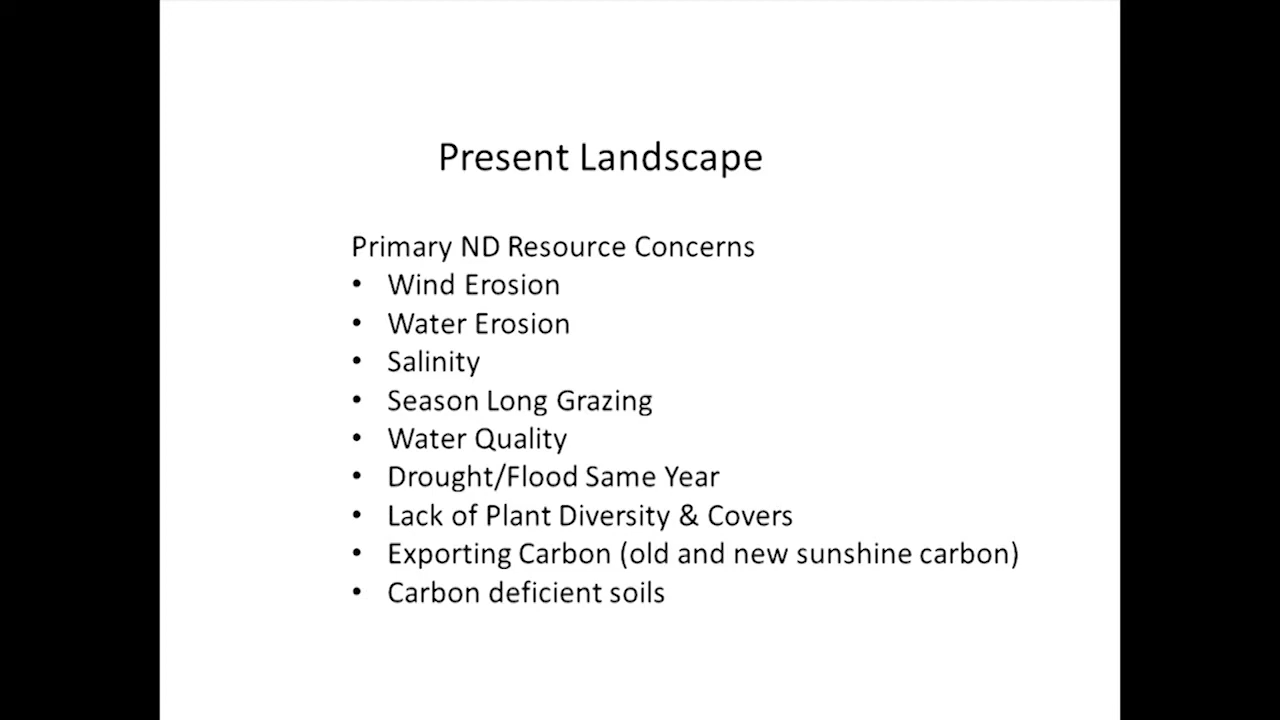 Present Landscape
Primary ND Resource Concerns
• Wind Erosion
• Water Erosion
• Salinity
• Season Long Grazing
• Water Quality
• Drought/Flood Same Year
• Lack of Plant Diversity & Covers
• Exporting Carbon (old and new sunshine carbon)
• Carbon deficient soils